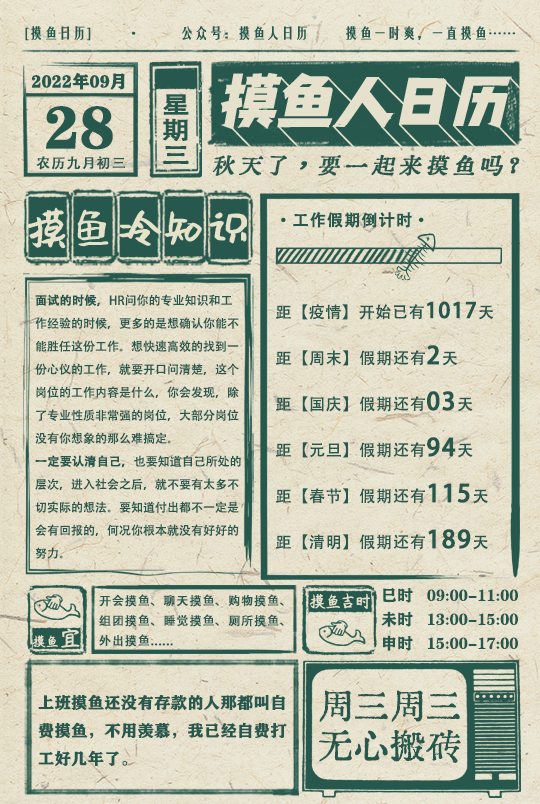 [摸鱼日历] · 公众号：摸鱼人日历 摸鱼一时爽，一直摸鱼……
2022年09月
28
农历九月初三
星期三
摸鱼人日历
秋天了，要一起来摸鱼吗？
摸鱼冷知识
面试的时候，HR问你的专业知识和工
作经验的时候，更多的是想确认你能不
能胜任这份工作。想快速高效的找到一
份心仪的工作，就要开口问清楚，这个
岗位的工作内容是什么，你会发现，除
了专业性质非常强的岗位，大部分岗位
没有你想象的那么难搞定。
一定要认清自己，也要知道自己所处的
层次，进入社会之后，就不要有太多不
切实际的想法。要知道付出都不一定是
会有回报的，何况你根本就没有好好的
努力。
·工作假期倒计时·
距【疫情】开始已有1017天
距【周末】假期还有2天
距【国庆】假期还有03天
距【元旦】假期还有94天
距【春节】假期还有115天
距【清明】假期还有189天
摸鱼宜
开会摸鱼、聊天摸鱼、购物摸鱼、
组团摸鱼、睡觉摸鱼、厕所摸鱼、
外出摸鱼……
摸鱼吉时
巳时 09:00-11:00
未时 13:00-15:00
申时 15:00-17:00
上班摸鱼还没有存款的人那都叫自
费摸鱼，不用羡慕，我已经自费打
工好几年了。
周三周三
无心搬砖